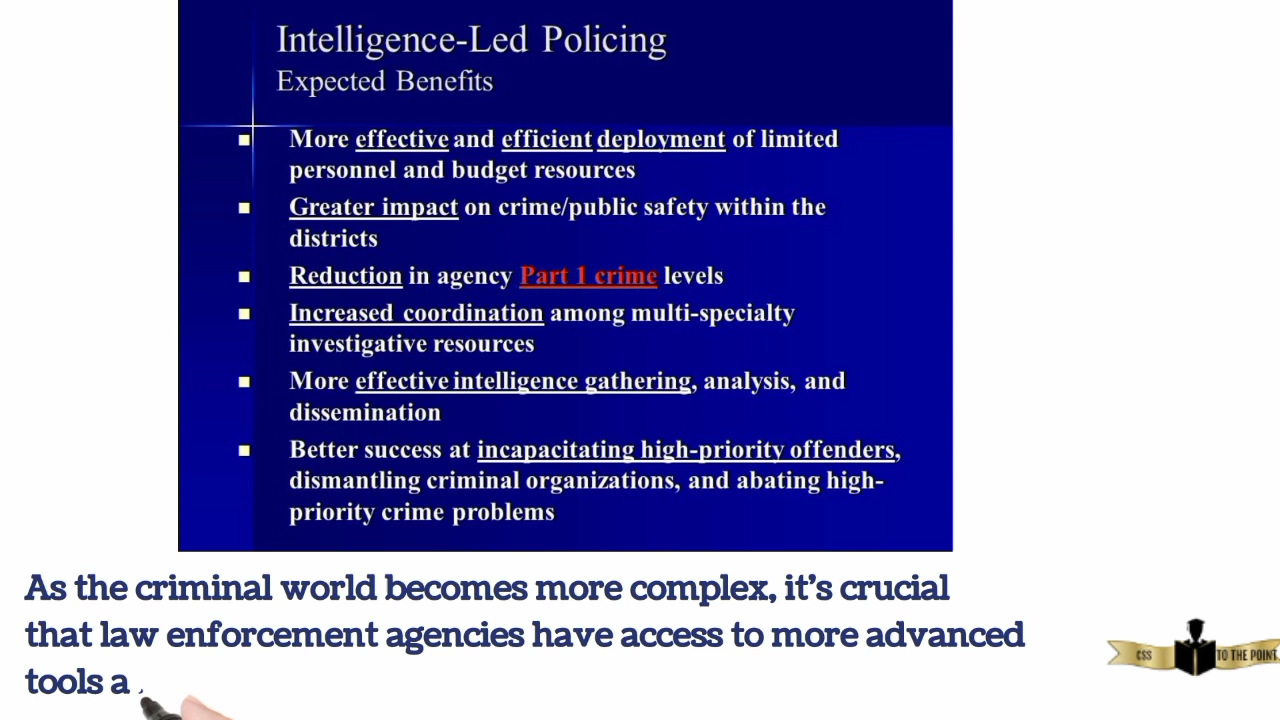 Intelligence-Led Policing
Expected Benefits
More effective and efficient deployment of limited
personnel and budget resources
Greater impact on crime/public safety within the
districts
Reduction in agency Part 1 crime levels
Increased coordination among multi-specialty
investigative resources
More effective intelligence gathering, analysis, and
dissemination
Better success at incapacitating high-priority offenders,
dismantling criminal organizations, and abating high-
priority crime problems
As the criminal world becomes more complex, it's crucial
that law enforcement agencies have access to more advanced
tools a
CSS TO THE POINT